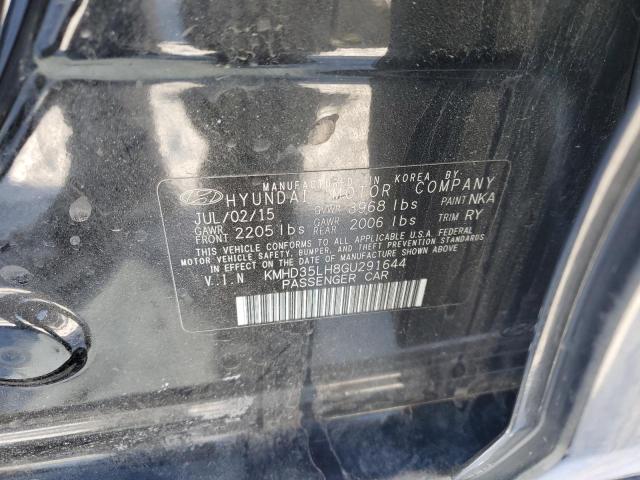 MANUFACTURED IN KOREA BY.
HYUNDAI MOTOR COMPANY
JUL/02/15 GVWR 3968 lbs PAINT NKA
GAWR FRONT 2205 lbs GAWR REAR 2006 lbs TRIM RY
THIS VEHICLE CONFORMS TO ALL APPLICABLE U.S.A. FEDERAL
MOTOR VEHICLE SAFETY, BUMPER, AND THEFT PREVENTION STANDARDS
IN EFFECT ON THE DATE OF MANUFACTURE SHOWN ABOVE.
V.I.N KMHD35LH8GU291644
PASSENGER CAR